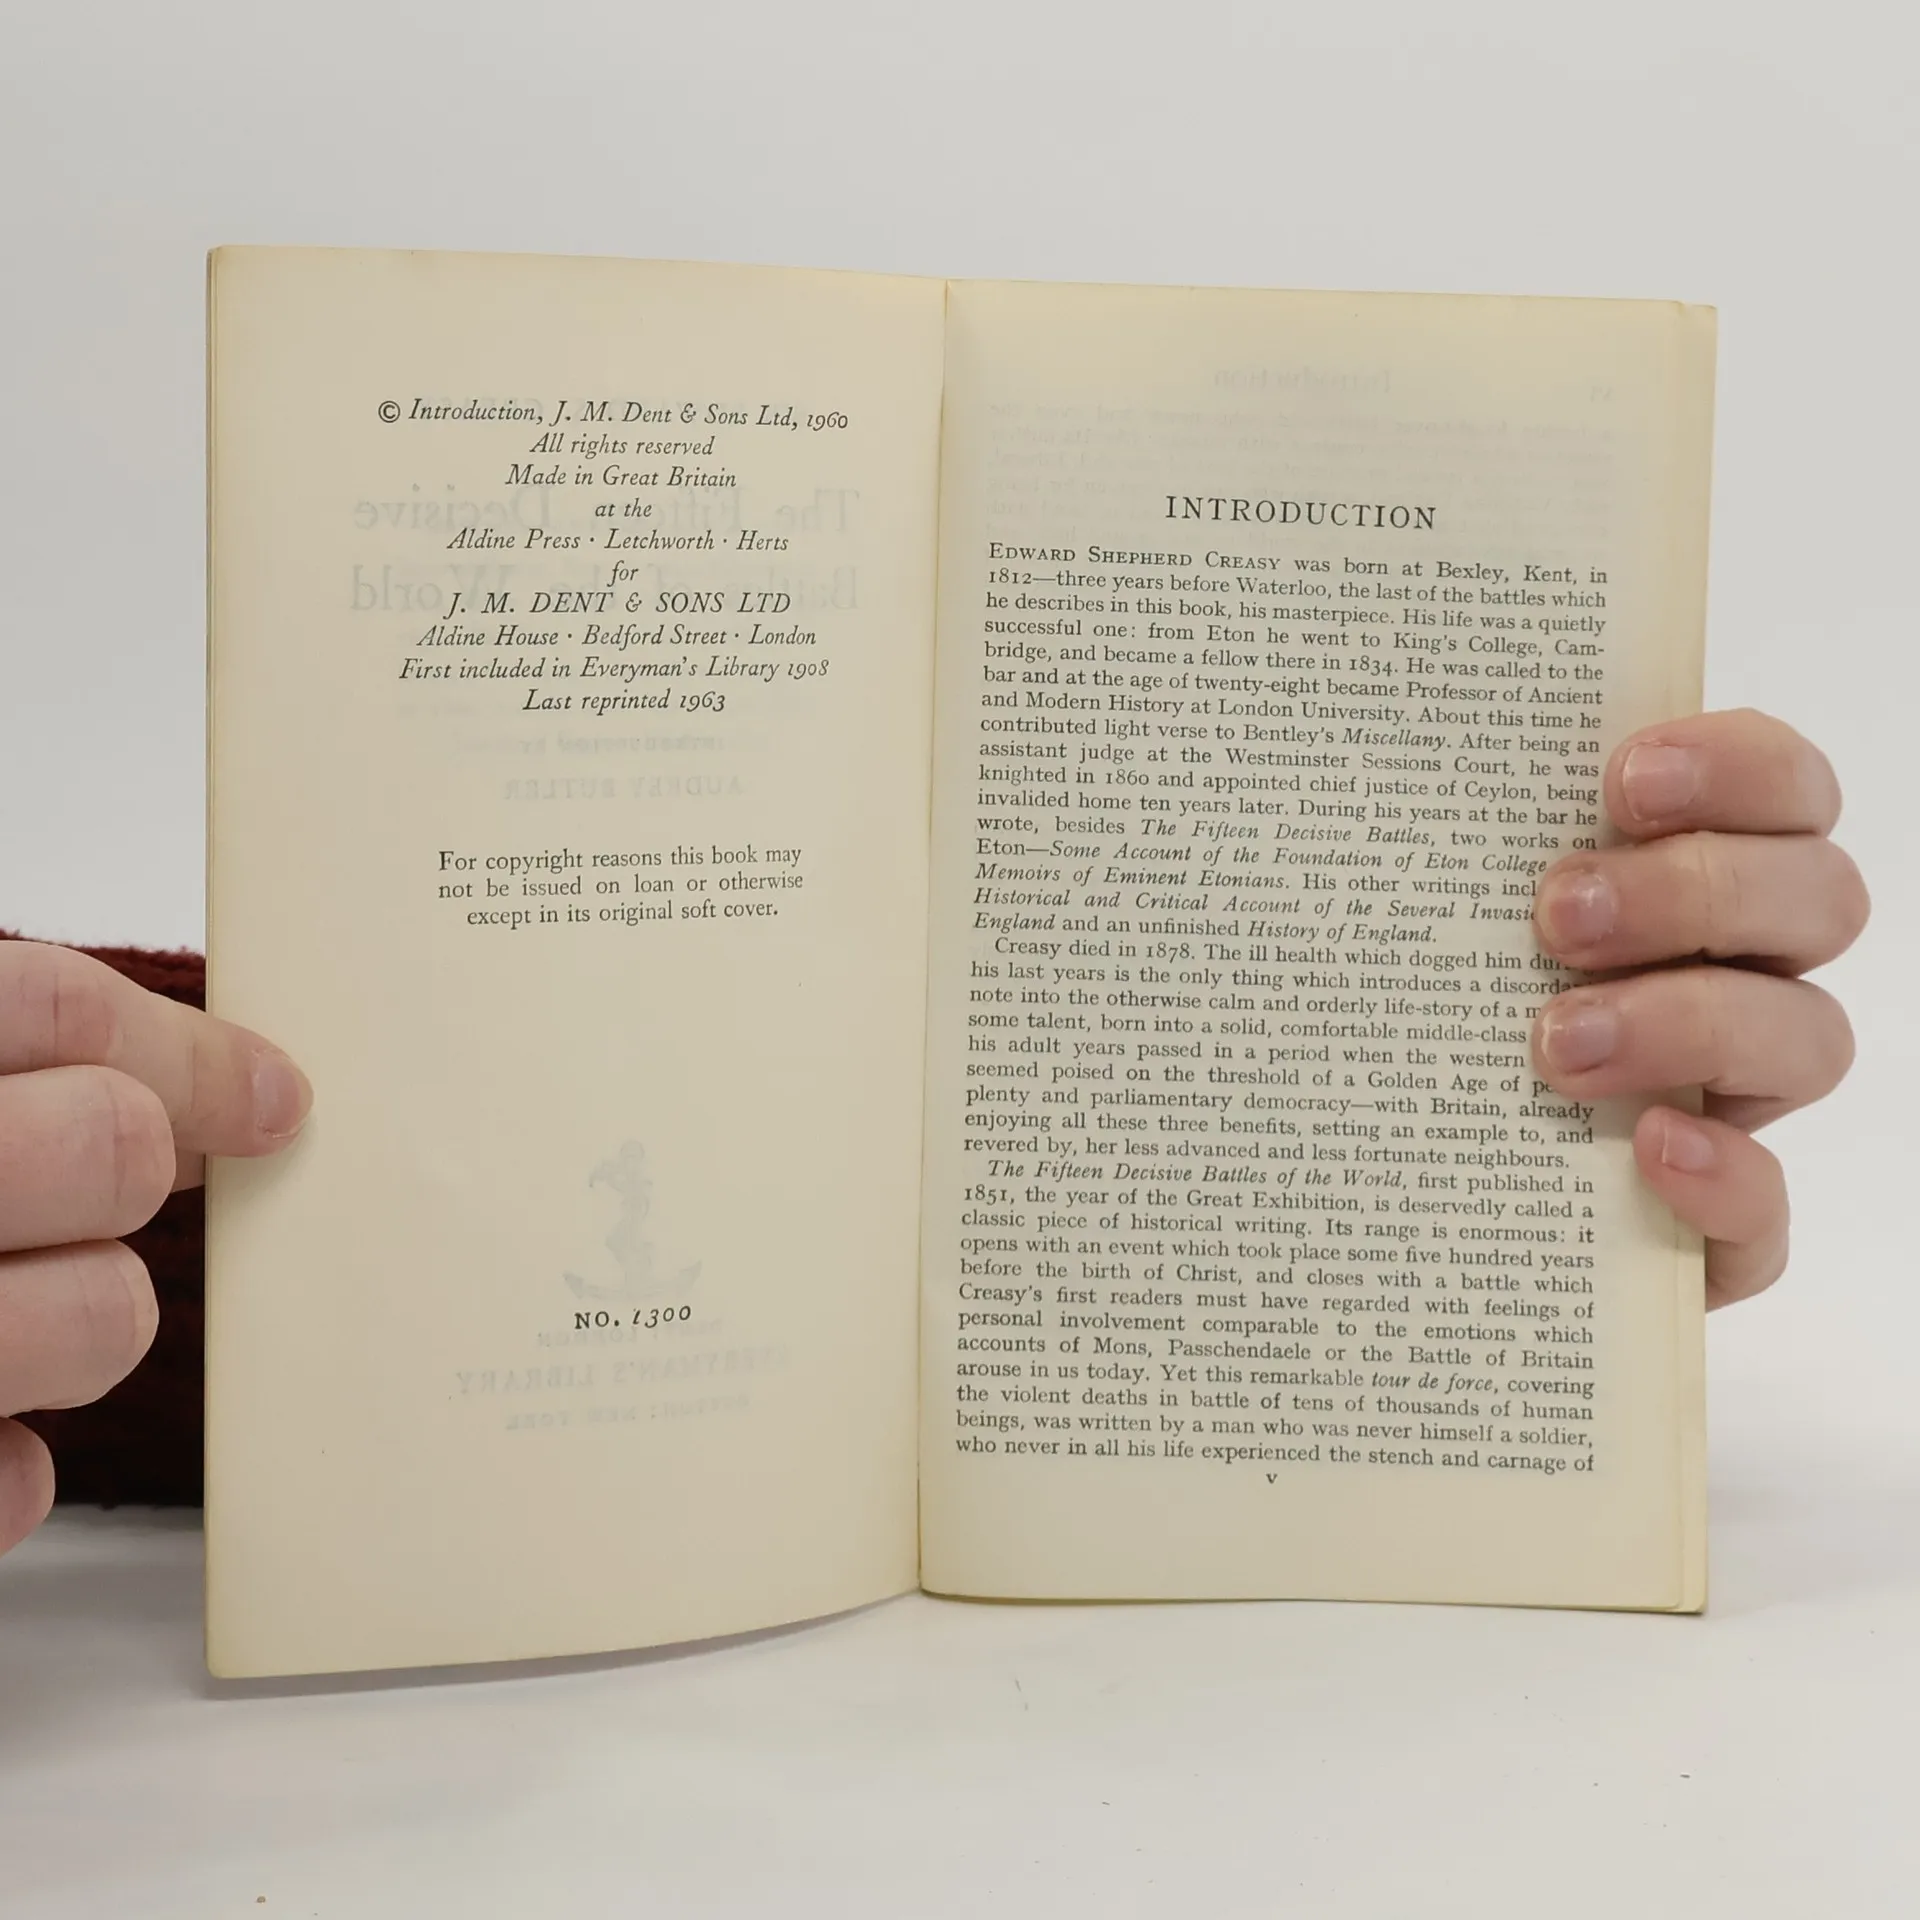 © Introduction, J. M. Dent & Sons Ltd, 1960
All rights reserved
Made in Great Britain
at the
Aldine Press · Letchworth · Herts
for
J. M. DENT & SONS LTD
Aldine House · Bedford Street · London
First included in Everyman's Library 1908
Last reprinted 1963
For copyright reasons this book may
not be issued on loan or otherwise
except in its original soft cover.
NO. 1300
INTRODUCTION
EDWARD SHEPHERD CREASY was born at Bexley, Kent, in
1812—three years before Waterloo, the last of the battles which
he describes in this book, his masterpiece. His life was a quietly
successful one: from Eton he went to King's College, Cam-
bridge, and became a fellow there in 1834. He was called to the
bar and at the age of twenty-eight became Professor of Ancient
and Modern History at London University. About this time he
contributed light verse to Bentley's Miscellany. After being an
assistant judge at the Westminster Sessions Court, he was
knighted in 1860 and appointed chief justice of Ceylon, being
invalided home ten years later. During his years at the bar he
wrote, besides The Fifteen Decisive Battles, two works on
Eton—Some Account of the Foundation of Eton College
Memoirs of Eminent Etonians. His other writings
Historical and Critical Account of the Several
England and an unfinished History of England.
Creasy died in 1878. The ill health which dogged him
his last years is the only thing which introduces a
note into the otherwise calm and orderly life-story of a
some talent, born into a solid, comfortable middle-class
his adult years passed in a period when the western
seemed poised on the threshold of a Golden Age of
plenty and parliamentary democracy—with Britain, already
enjoying all these three benefits, setting an example to, and
revered by, her less advanced and less fortunate neighbours.
The Fifteen Decisive Battles of the World, first published in
1851, the year of the Great Exhibition, is deservedly called a
classic piece of historical writing. Its range is enormous: it
opens with an event which took place some five hundred years
before the birth of Christ, and closes with a battle which
Creasy's first readers must have regarded with feelings of
personal involvement comparable to the emotions which
accounts of Mons, Passchendaele or the Battle of Britain
arouse in us today. Yet this remarkable tour de force, covering
the violent deaths in battle of tens of thousands of human
beings, was written by a man who was never himself a soldier,
who never in all his life experienced the stench and carnage of
v